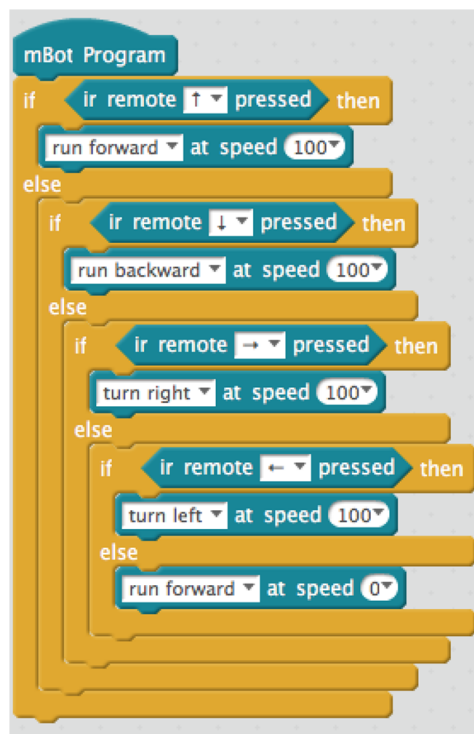 mBot Program
if ir remote ↑ pressed then
run forward at speed 100
else
if ir remote ↓ pressed then
run backward at speed 100
else
if ir remote → pressed then
turn right at speed 100
else
if ir remote ← pressed then
turn left at speed 100
else
run forward at speed 0